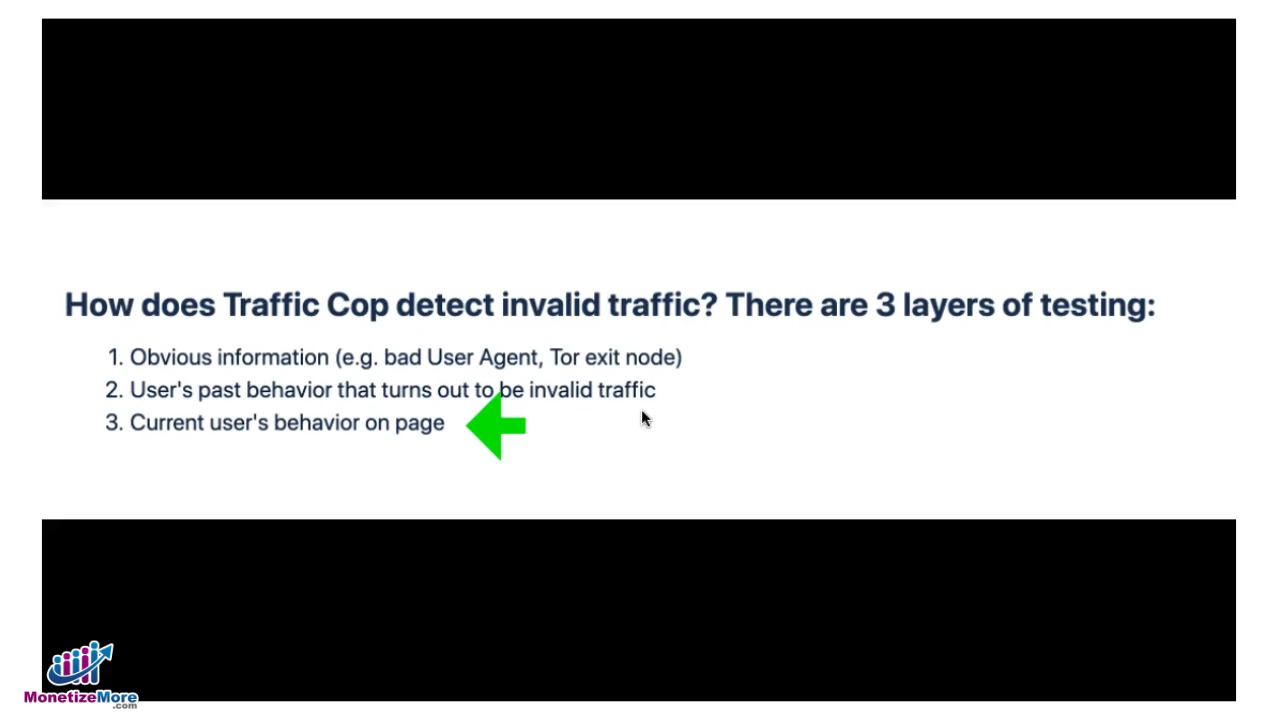 How does Traffic Cop detect invalid traffic? There are 3 layers of testing:
1. Obvious information (e.g. bad User Agent, Tor exit node)
2. User's past behavior that turns out to be invalid traffic
3. Current user's behavior on page
MonetizeMore
.com